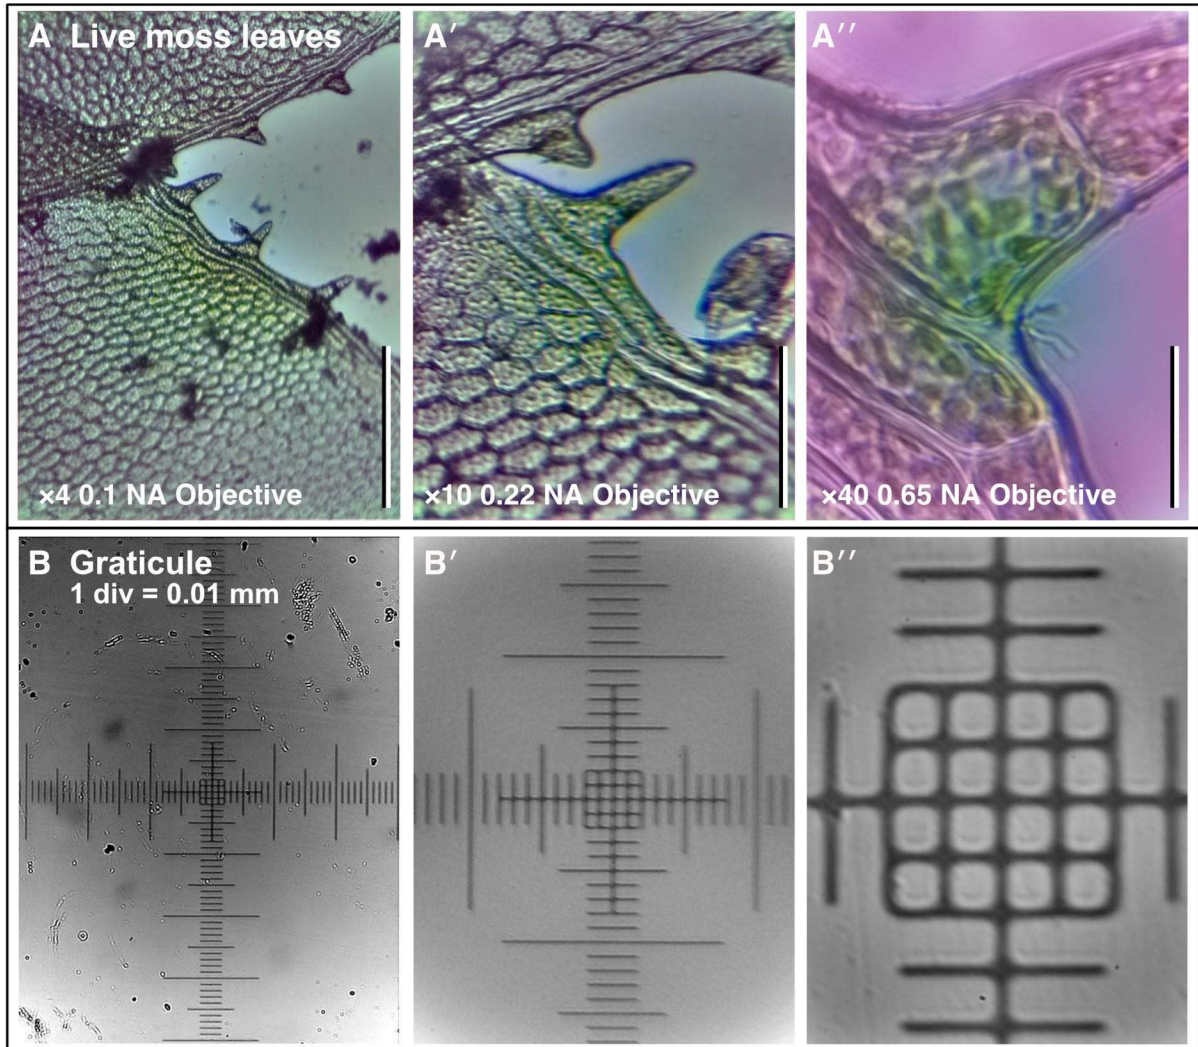 A Live moss leaves
A′
A′′
×4 0.1 NA Objective
×10 0.22 NA Objective
×40 0.65 NA Objective
B Graticule
1 div = 0.01 mm
B′
B′′